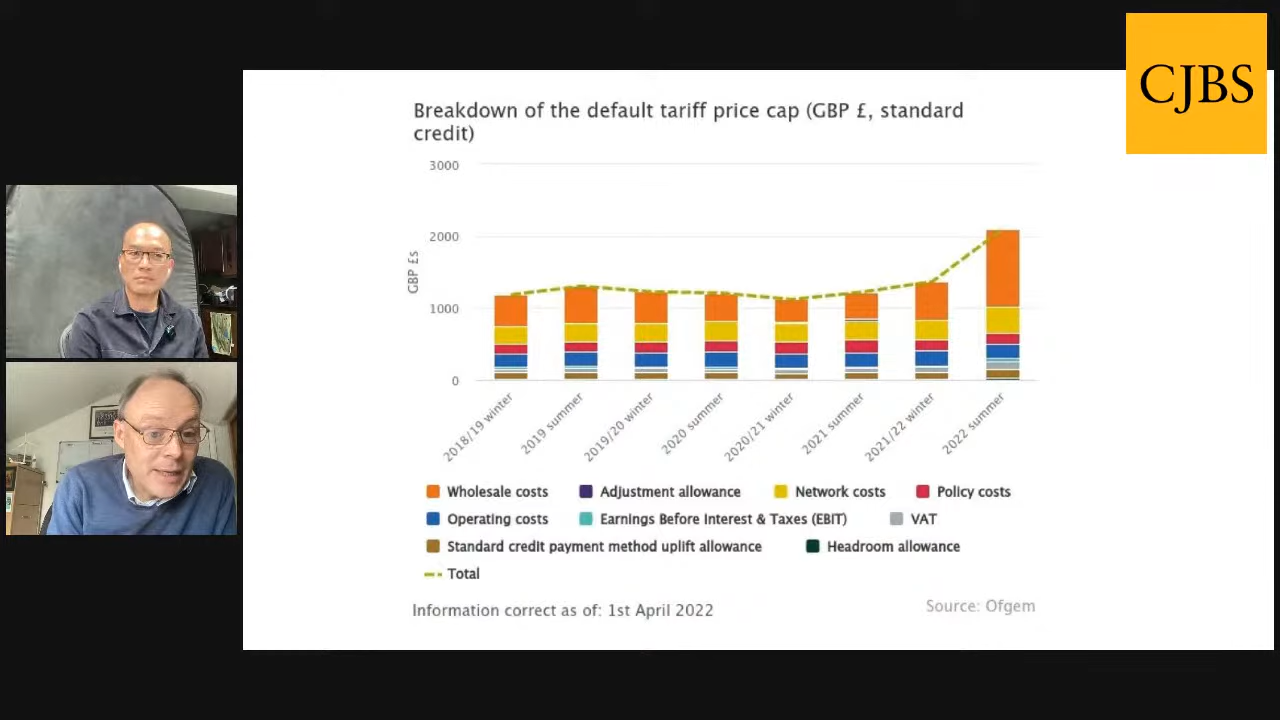 CJBS
Breakdown of the default tariff price cap (GBP £, standard
credit)
3000
2000
1000
0
GBP £s
2018/19 winter
2019 summer
2019/20 winter
2020 summer
2020/21 winter
2021 summer
2021/22 winter
2022 summer
Wholesale costs Adjustment allowance Network costs Policy costs
Operating costs Earnings Before Interest & Taxes (EBIT) VAT
Standard credit payment method uplift allowance Headroom allowance
Total
Information correct as of: 1st April 2022
Source: Ofgem